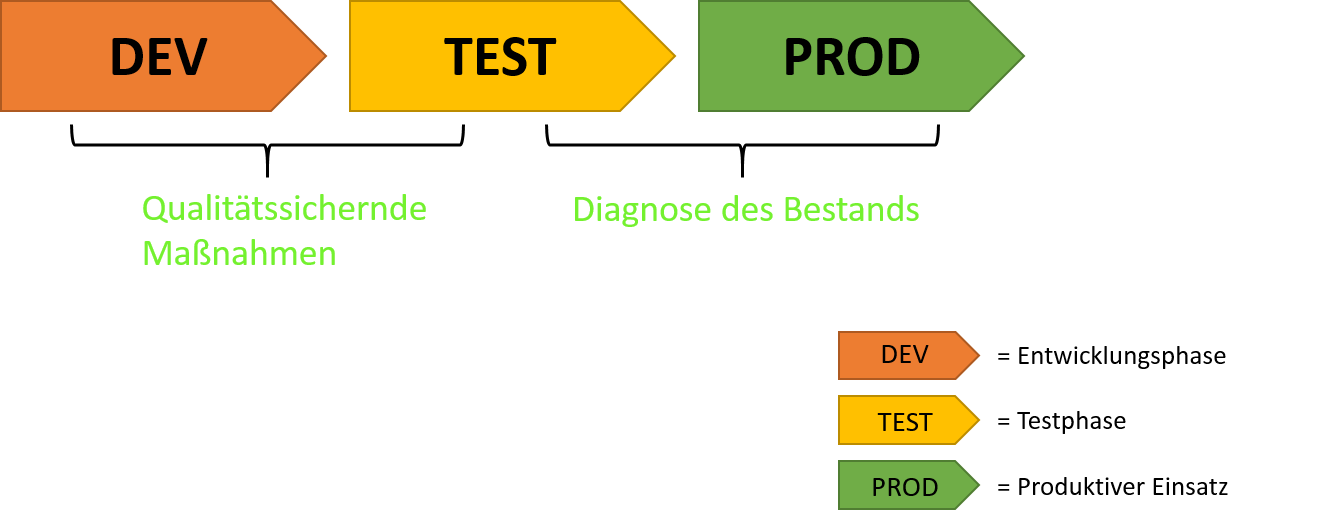 DEV
TEST
PROD
Qualitätssichernde
Maßnahmen
Diagnose des Bestands
DEV = Entwicklungsphase
TEST = Testphase
PROD = Produktiver Einsatz